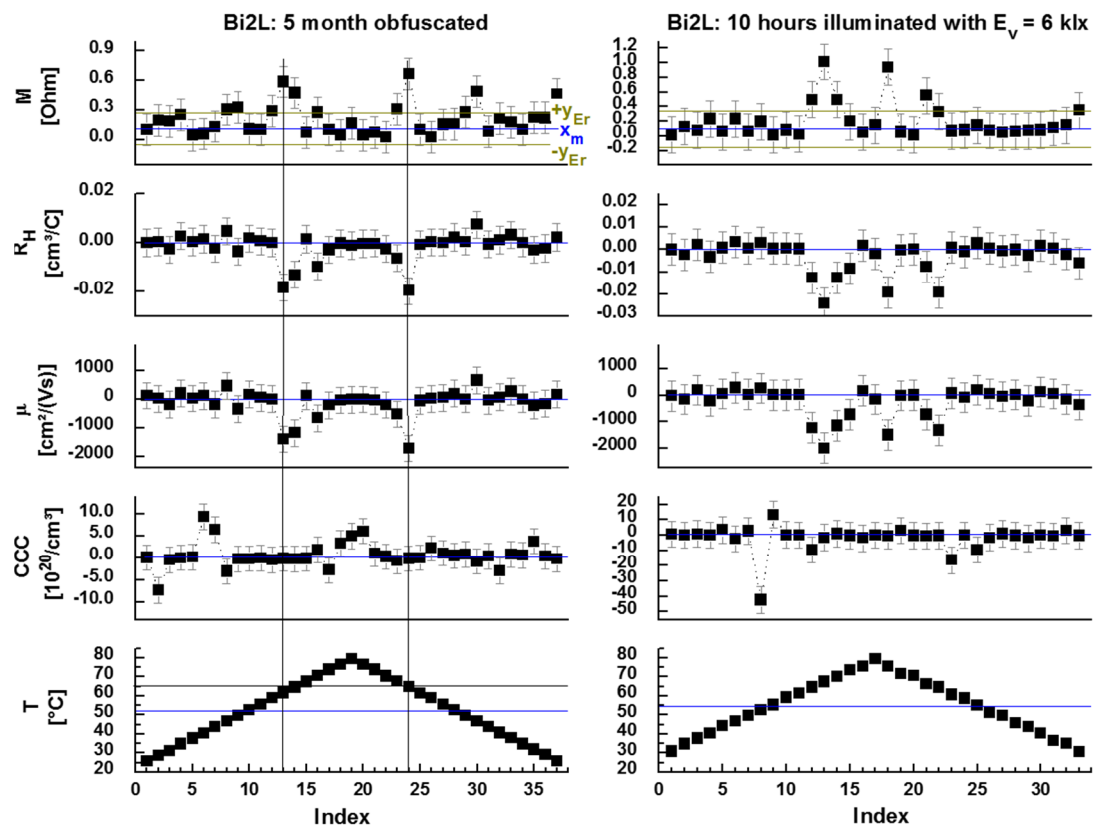 Bi2L: 5 month obfuscated
Bi2L: 10 hours illuminated with Ev = 6 klx
M
[Ohm]
0.9
0.6
0.3
0.0
+yEr
xm
-yEr
1.2
1.0
0.8
0.6
0.4
0.2
0.0
-0.2
RH
[cm³/C]
0.02
0.00
-0.02
0.02
0.01
0.00
-0.01
-0.02
-0.03
μ
[cm²/(Vs)]
1000
0
-1000
-2000
1000
0
-1000
-2000
CCC
[10²⁰/cm³]
10.0
5.0
0.0
-5.0
-10.0
20
10
0
-10
-20
-30
-40
-50
T
[°C]
80
70
60
50
40
30
20
80
70
60
50
40
30
20
0 5 10 15 20 25 30 35
0 5 10 15 20 25 30
Index
Index